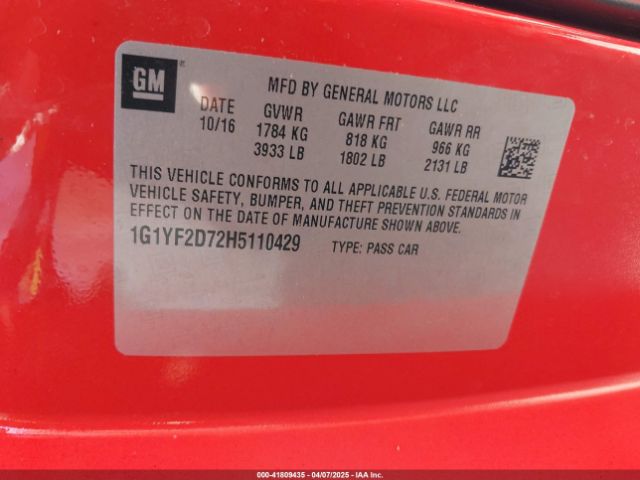 GM
MFD BY GENERAL MOTORS LLC
DATE GVWR GAWR FRT GAWR RR
10/16 1784 KG 818 KG 966 KG
3933 LB 1802 LB 2131 LB
THIS VEHICLE CONFORMS TO ALL APPLICABLE U.S. FEDERAL MOTOR
VEHICLE SAFETY, BUMPER, AND THEFT PREVENTION STANDARDS IN
EFFECT ON THE DATE OF MANUFACTURE SHOWN ABOVE.
1G1YF2D72H5110429 TYPE: PASS CAR
000-41809435 - 04/07/2025 - IAA Inc.